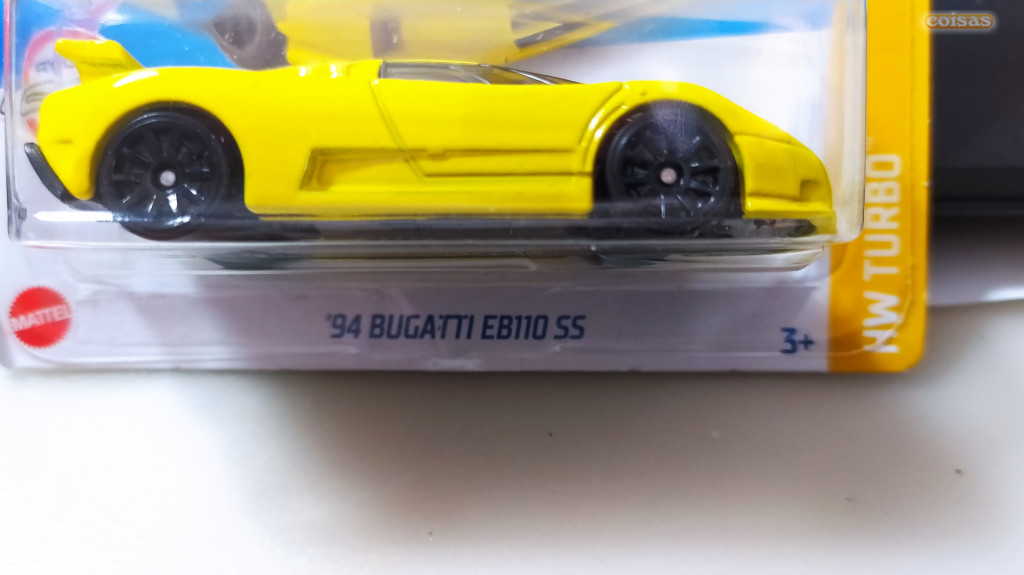 coisas
HW TURBO
MATTEL
'94 BUGATTI EB110 SS
3+